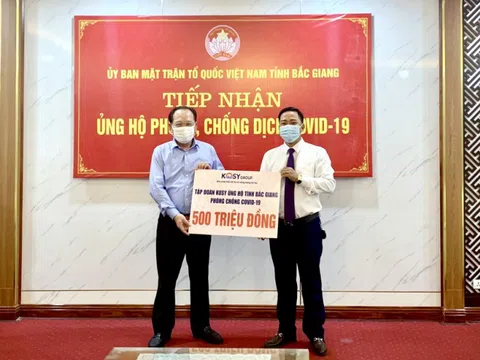 ỦY BAN MẶT TRẬN TỔ QUỐC VIỆT NAM TỈNH BẮC GIANG
TIẾP NHẬN
ỦNG HỘ PHÒNG, CHỐNG DỊCH COVID-19
KOSY GROUP
TẬP ĐOÀN KOSY ỦNG HỘ TỈNH BẮC GIANG
PHÒNG CHỐNG COVID-19
500 TRIỆU ĐỒNG